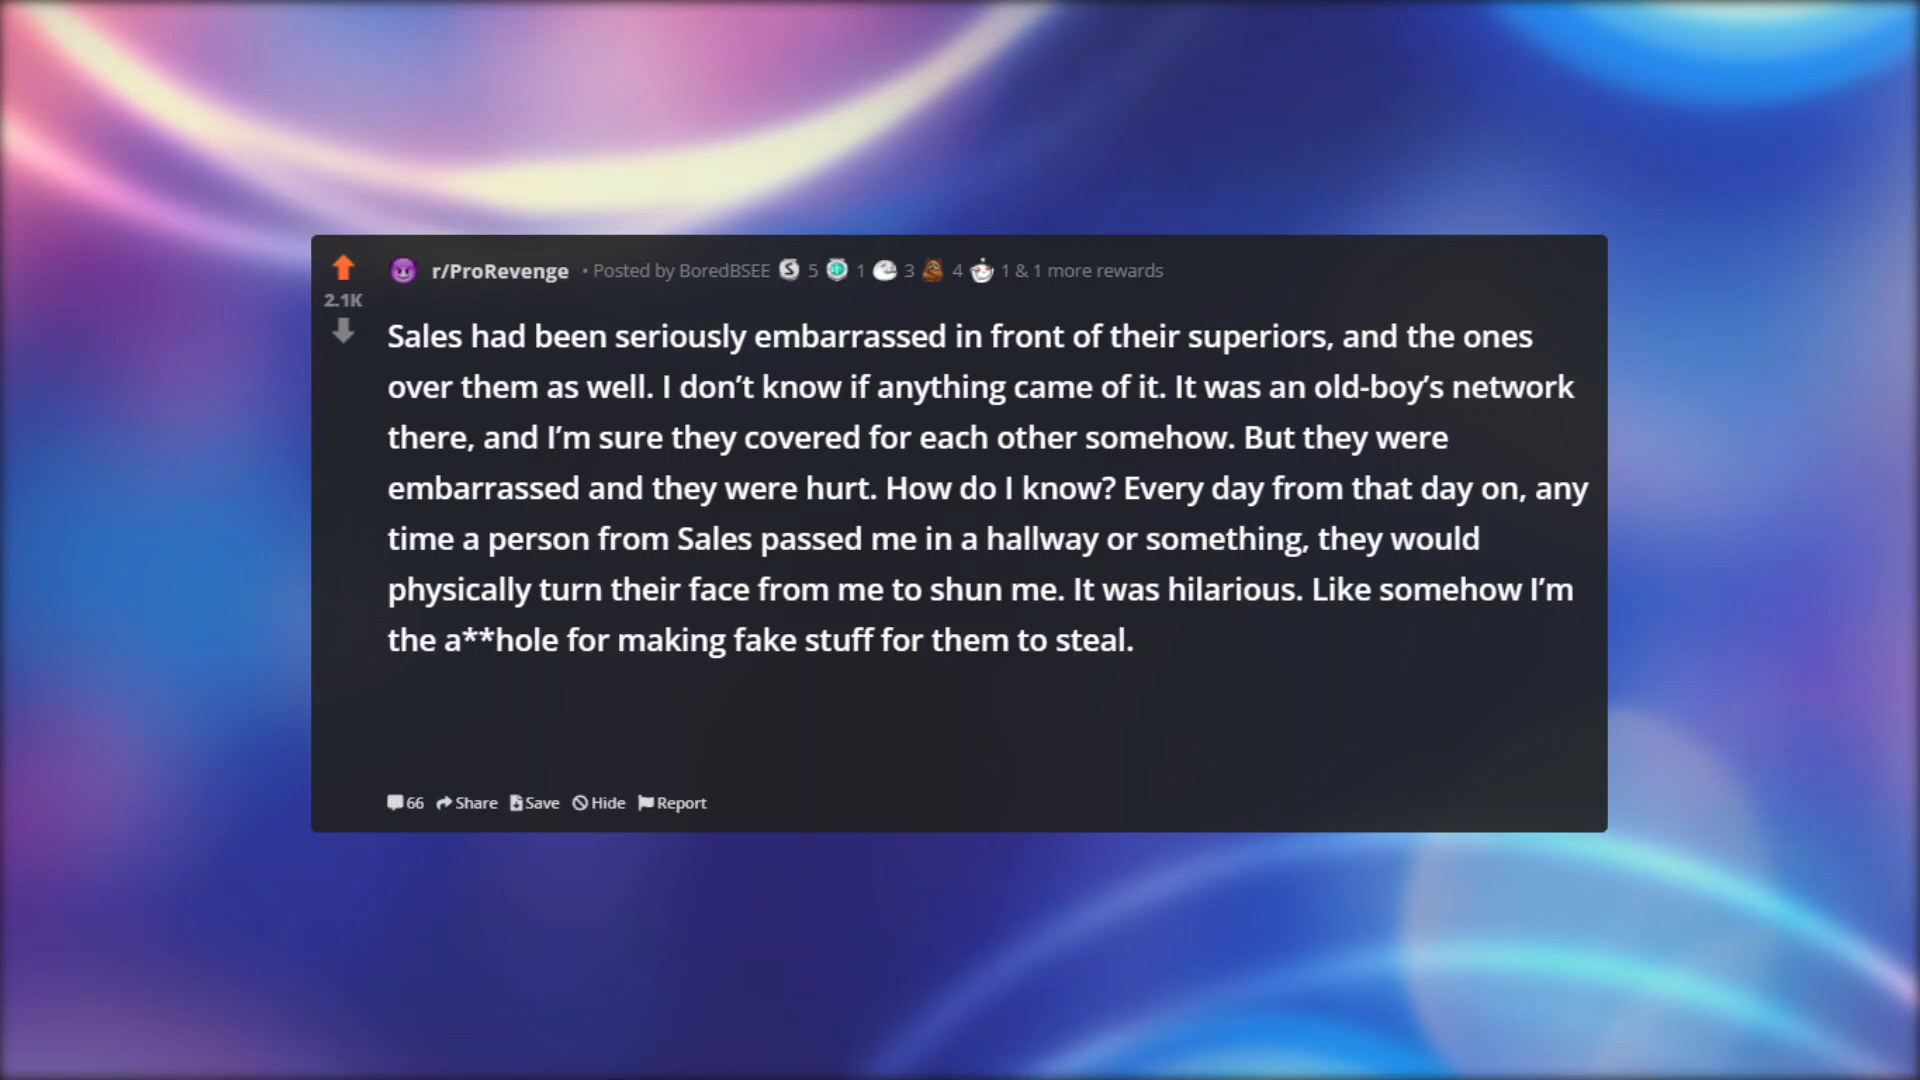 r/ProRevenge • Posted by BoredBSEE 5 1 3 4 1 & 1 more rewards
2.1K
Sales had been seriously embarrassed in front of their superiors, and the ones
over them as well. I don’t know if anything came of it. It was an old-boy’s network
there, and I’m sure they covered for each other somehow. But they were
embarrassed and they were hurt. How do I know? Every day from that day on, any
time a person from Sales passed me in a hallway or something, they would
physically turn their face from me to shun me. It was hilarious. Like somehow I’m
the a**hole for making fake stuff for them to steal.
66 Share Save Hide Report